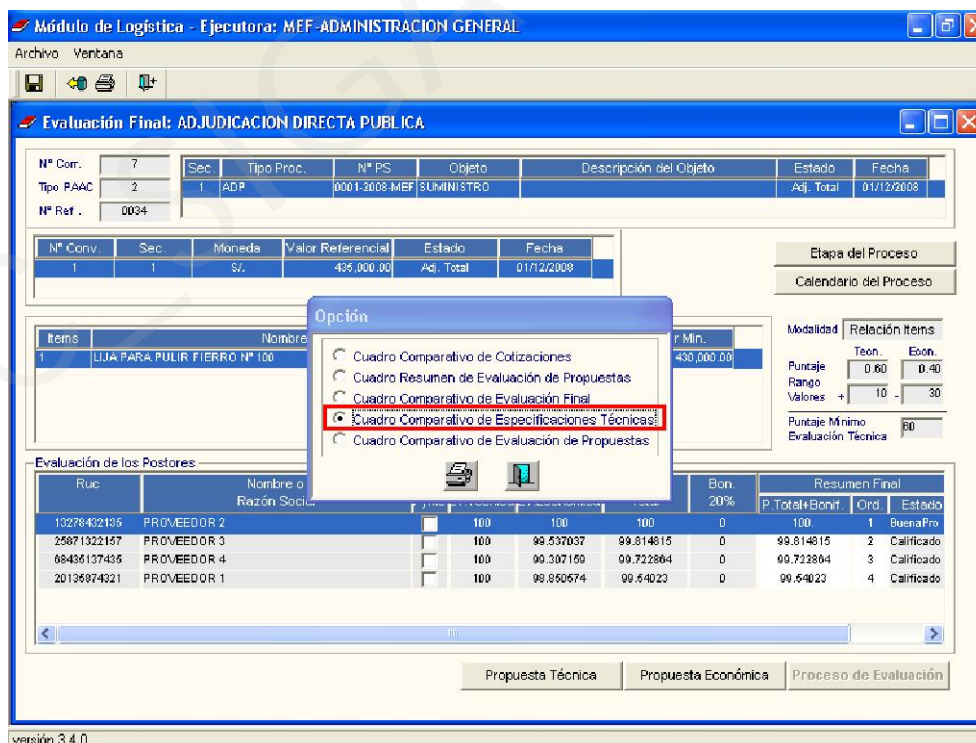 Módulo de Logística - Ejecutora: MEF-ADMINISTRACION GENERAL
Archivo Ventana
Evaluación Final: ADJUDICACION DIRECTA PUBLICA
Nº Corr. 7
Tipo PAAC 2
Nº Ref. 0034
Sec. Tipo Proc. Nº PS Objeto Descripción del Objeto Estado Fecha
1 ADP 0001-2008-MEF SUMINISTRO Adj. Total 01/12/2008
Nº Conv. Sec. Moneda Valor Referencial Estado Fecha
1 1 S/. 435,000.00 Adj. Total 01/12/2008
Etapa del Proceso
Calendario del Proceso
Items Nombre r Min.
1 LIJA PARA PULIR FIERRO Nº 100 430,000.00
Modalidad Relación Items
Tecn. Econ.
Puntaje 0.60 0.40
Rango Valores + 10 - 30
Puntaje Mínimo Evaluación Técnica 60
Opción
Cuadro Comparativo de Cotizaciones
Cuadro Resumen de Evaluación de Propuestas
Cuadro Comparativo de Evaluación Final
Cuadro Comparativo de Especificaciones Técnicas
Cuadro Comparativo de Evaluación de Propuestas
Evaluación de los Postores
Ruc Nombre o Razón Social Total Bon. 20% Resumen Final
P.Total+Bonif. Ord. Estado
13278432135 PROVEEDOR 2 100 100 100 0 100. 1 BuenaPro
25871322157 PROVEEDOR 3 100 99.537037 99.814815 0 99.814815 2 Calificado
68435137435 PROVEEDOR 4 100 99.307159 99.722864 0 99.722864 3 Calificado
20135874321 PROVEEDOR 1 100 98.850574 99.54023 0 99.54023 4 Calificado
Propuesta Técnica Propuesta Económica Proceso de Evaluación
versión 3.4.0